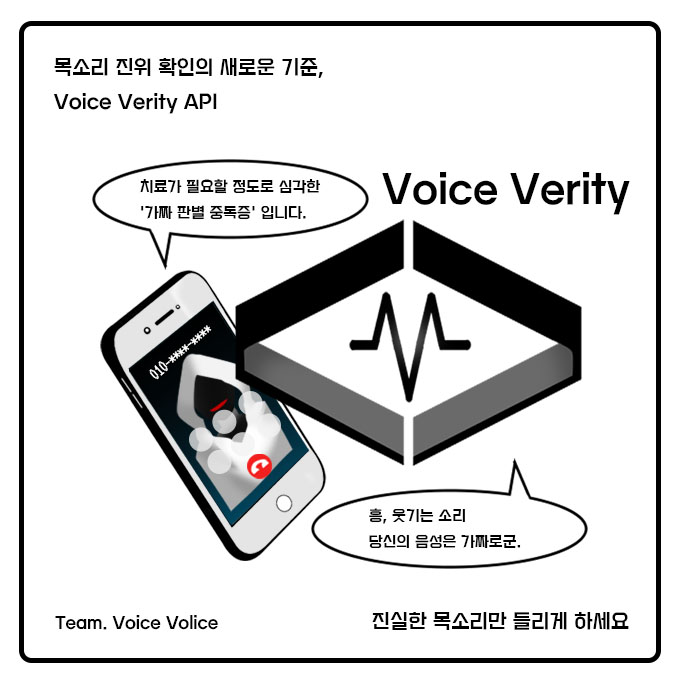 목소리 진위 확인의 새로운 기준,
Voice Verity API
치료가 필요할 정도로 심각한
'가짜 판별 중독증' 입니다.
Voice Verity
010-****-****
흥, 웃기는 소리
당신의 음성은 가짜로군.
Team. Voice Volice
진실한 목소리만 들리게 하세요